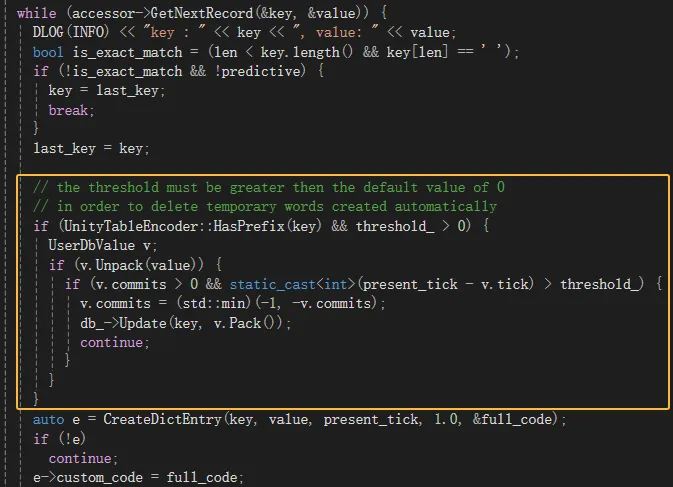 while (accessor->GetNextRecord(&key, &value)) {
DLOG(INFO) << "key : " << key << ", value: " << value;
bool is_exact_match = (len < key.length() && key[len] == ' ');
if (!is_exact_match && !predictive) {
key = last_key;
break;
}
last_key = key;
// the threshold must be greater then the default value of 0
// in order to delete temporary words created automatically
if (UnityTableEncoder::HasPrefix(key) && threshold_ > 0) {
UserDbValue v;
if (v.Unpack(value)) {
if (v.commits > 0 && static_cast<int>(present_tick - v.tick) > threshold_) {
v.commits = (std::min)(-1, -v.commits);
db_->Update(key, v.Pack());
continue;
}
}
}
auto e = CreateDictEntry(key, value, present_tick, 1.0, &full_code);
if (!e)
continue;
e->custom_code = full_code;